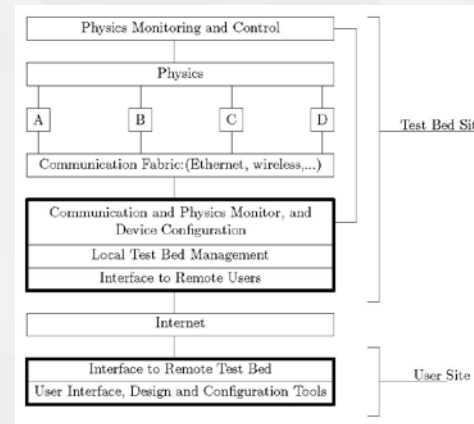 Physics Monitoring and Control
Physics
A B C D
Test Bed Sit
Communication Fabric:(Ethernet, wireless,...)
Communication and Physics Monitor, and
Device Configuration
Local Test Bed Management
Interface to Remote Users
Internet
Interface to Remote Test Bed
User Interface, Design and Configuration Tools
User Site